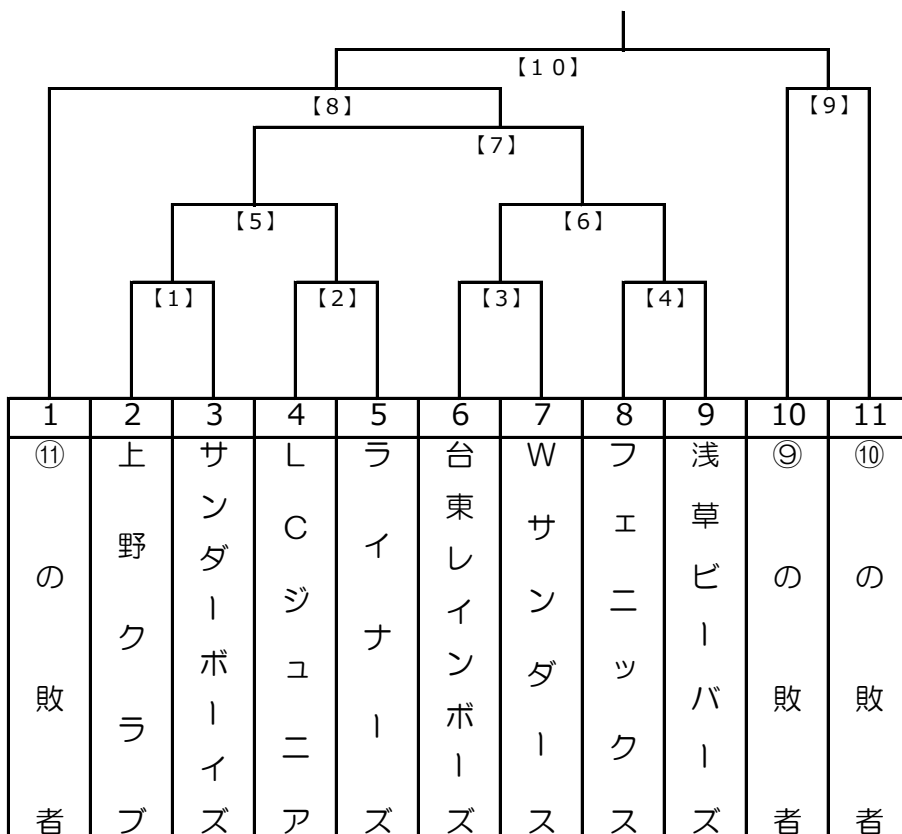 【１０】
【８】
【９】
【７】
【５】
【６】
【１】
【２】
【３】
【４】
1 2 3 4 5 6 7 8 9 10 11
⑪の敗者
上野クラブ
サンダーボーイズ
ＬＣジュニア
ライナーズ
台東レインボーズ
Ｗサンダース
フェニックス
浅草ビーバーズ
⑨の敗者
⑩の敗者